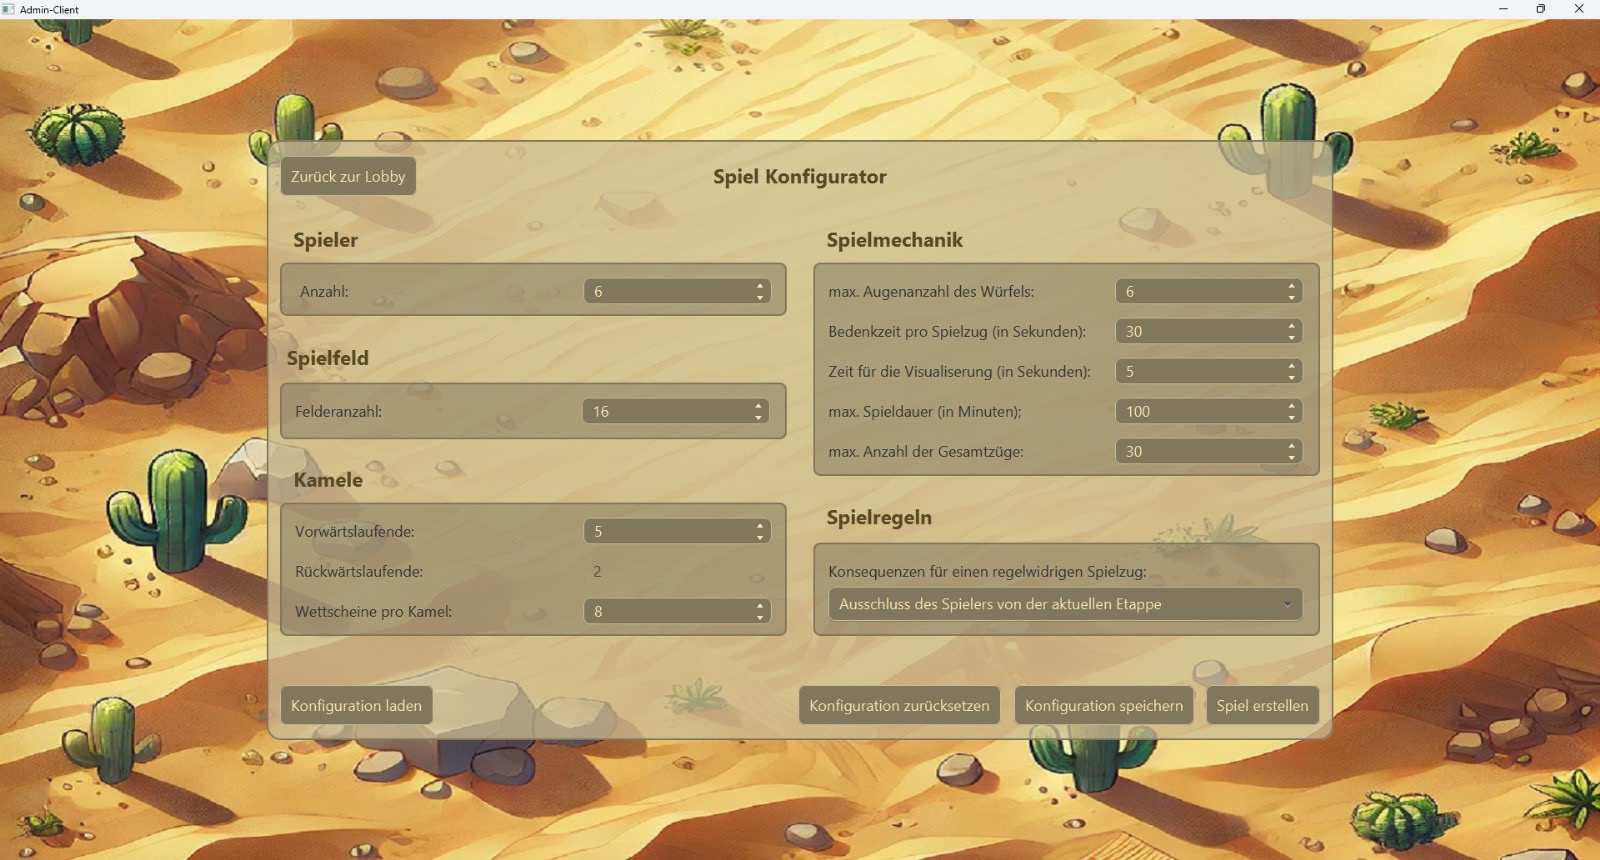 Admin-Client
Zurück zur Lobby
Spiel Konfigurator
Spieler
Anzahl: 6
Spielfeld
Felderanzahl: 16
Kamele
Vorwärtslaufende: 5
Rückwärtslaufende: 2
Wettscheine pro Kamel: 8
Spielmechanik
max. Augenanzahl des Würfels: 6
Bedenkzeit pro Spielzug (in Sekunden): 30
Zeit für die Visualiserung (in Sekunden): 5
max. Spieldauer (in Minuten); 100
max. Anzahl der Gesamtzüge: 30
Spielregeln
Konsequenzen für einen regelwidrigen Spielzug:
Ausschluss des Spielers von der aktuellen Etappe
Konfiguration laden
Konfiguration zurücksetzen
Konfiguration speichern
Spiel erstellen